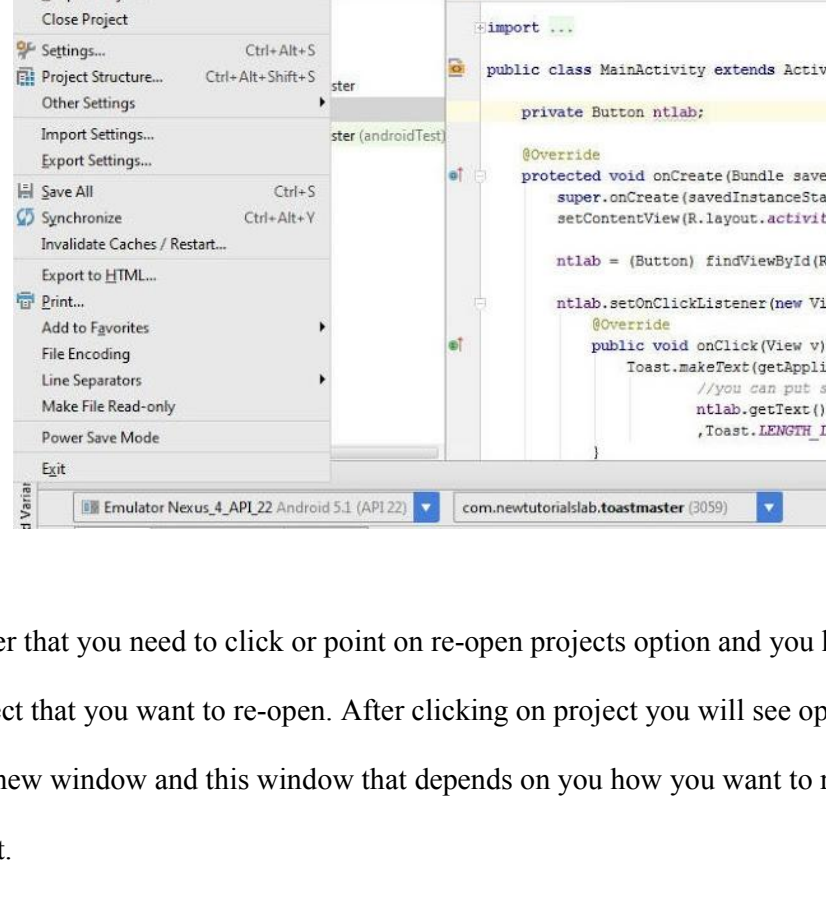 Close Project
Settings... Ctrl+Alt+S
Project Structure... Ctrl+Alt+Shift+S
Other Settings
Import Settings...
Export Settings...
Save All Ctrl+S
Synchronize Ctrl+Alt+Y
Invalidate Caches / Restart...
Export to HTML...
Print...
Add to Favorites
File Encoding
Line Separators
Make File Read-only
Power Save Mode
Exit
ster
ster (androidTest)
import ...
public class MainActivity extends Activ
private Button ntlab;
@Override
protected void onCreate(Bundle save
super.onCreate(savedInstanceSta
setContentView(R.layout.activit
ntlab = (Button) findViewById(R
ntlab.setOnClickListener(new Vi
@Override
public void onClick(View v)
Toast.makeText(getAppli
//you can put s
ntlab.getText()
,Toast.LENGTH_
}
d Varian
Emulator Nexus_4_API_22 Android 5.1 (API 22)
com.newtutorialslab.toastmaster (3059)
er that you need to click or point on re-open projects option and you
ect that you want to re-open. After clicking on project you will see op
new window and this window that depends on you how you want to
t.